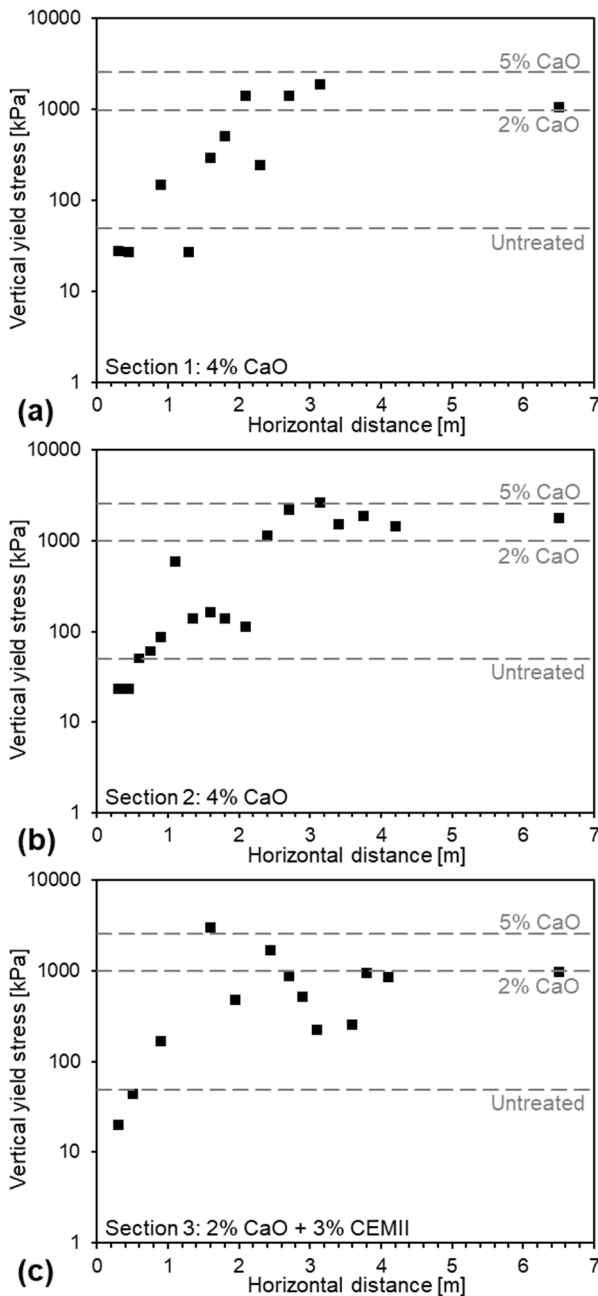 10000
5% CaO
1000
2% CaO
100
Untreated
10
Section 1: 4% CaO
1
0 1 2 3 4 5 6 7
Horizontal distance [m]
Vertical yield stress [kPa]
(a)
10000
5% CaO
1000
2% CaO
100
Untreated
10
Section 2: 4% CaO
1
0 1 2 3 4 5 6 7
Horizontal distance [m]
Vertical yield stress [kPa]
(b)
10000
5% CaO
1000
2% CaO
100
Untreated
10
Section 3: 2% CaO + 3% CEMII
1
0 1 2 3 4 5 6 7
Horizontal distance [m]
Vertical yield stress [kPa]
(c)